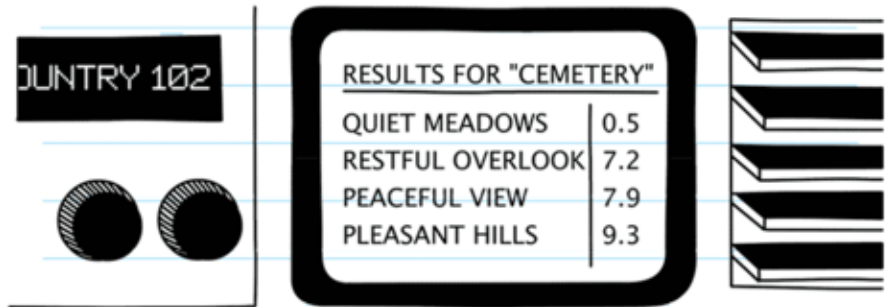 OUNTRY 102
RESULTS FOR "CEMETERY"
QUIET MEADOWS 0.5
RESTFUL OVERLOOK 7.2
PEACEFUL VIEW 7.9
PLEASANT HILLS 9.3